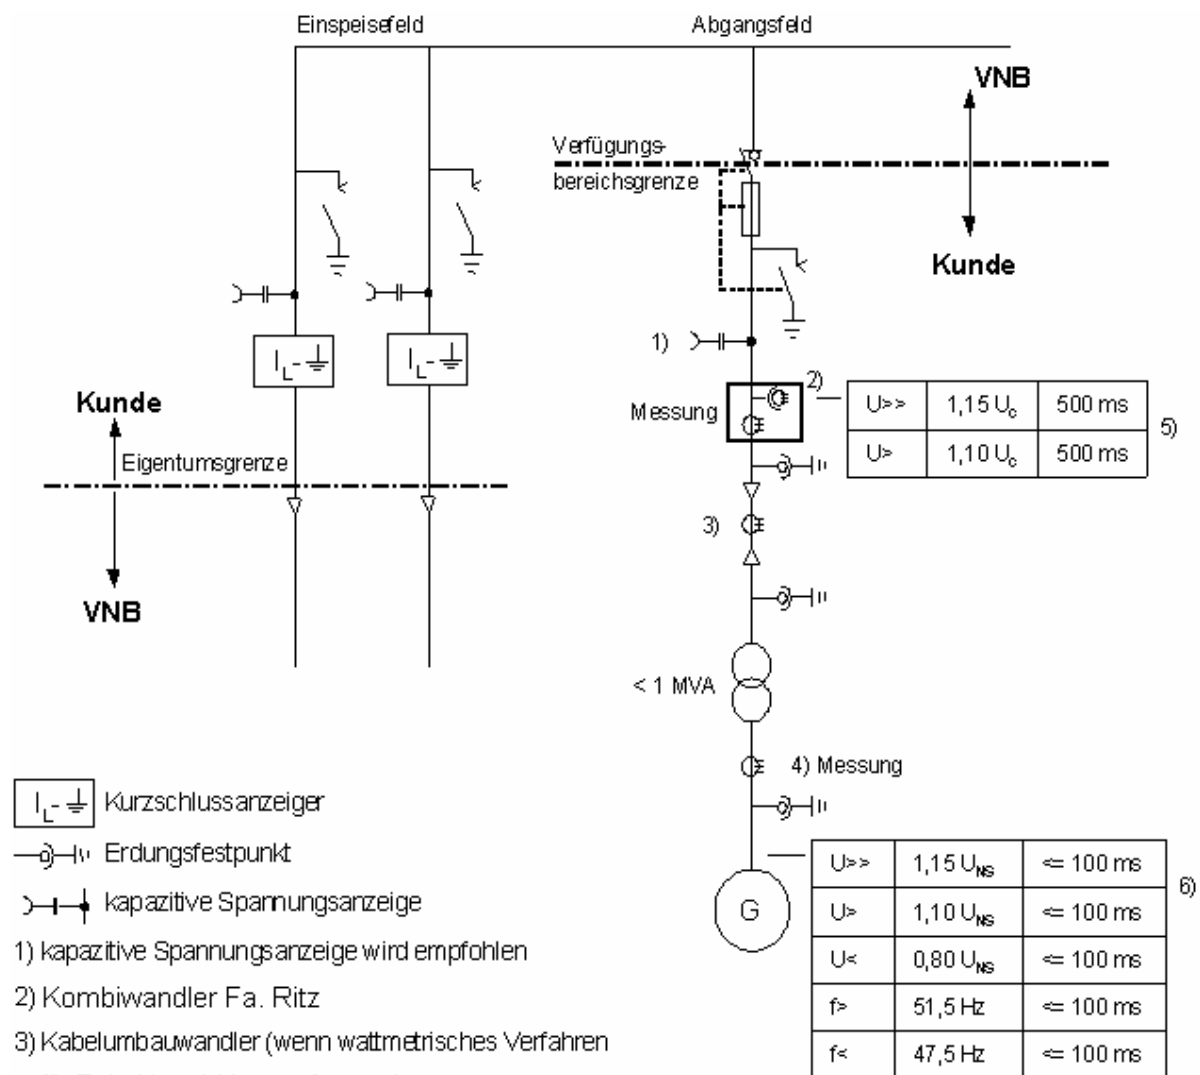 Einspeisefeld
Abgangsfeld
VNB
Verfügungs-
bereichsgrenze
Kunde
1)
I_L-
I_L-
2)
Kunde
Messung
U>> 1,15 U_c 500 ms
U> 1,10 U_c 500 ms
5)
Eigentumsgrenze
3)
VNB
< 1 MVA
4) Messung
I_L- Kurzschlussanzeiger
Erdungsfestpunkt
kapazitive Spannungsanzeige
1) kapazitive Spannungsanzeige wird empfohlen
2) Kombiwandler Fa. Ritz
3) Kabelumbauwandler (wenn wattmetrisches Verfahren
G
U>> 1,15 U_NS <= 100 ms
U> 1,10 U_NS <= 100 ms
U< 0,80 U_NS <= 100 ms
f> 51,5 Hz <= 100 ms
f< 47,5 Hz <= 100 ms
6)